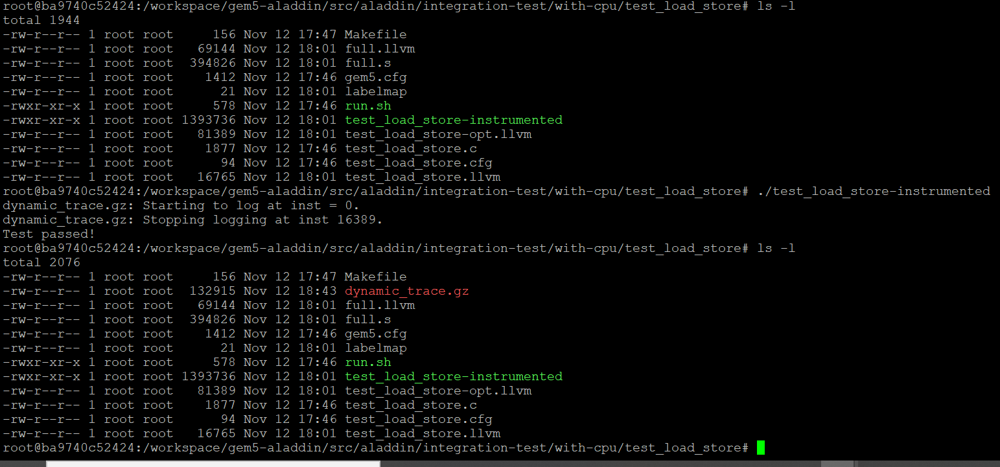 root@ba9740c52424:/workspace/gem5-aladdin/src/aladdin/integration-test/with-cpu/test_load_store# ls -l
total 1944
-rw-r--r-- 1 root root     156 Nov 12 17:47 Makefile
-rw-r--r-- 1 root root   69144 Nov 12 18:01 full.llvm
-rw-r--r-- 1 root root  394826 Nov 12 18:01 full.s
-rw-r--r-- 1 root root    1412 Nov 12 17:46 gem5.cfg
-rw-r--r-- 1 root root      21 Nov 12 18:01 labelmap
-rwxr-xr-x 1 root root     578 Nov 12 17:46 run.sh
-rwxr-xr-x 1 root root 1393736 Nov 12 18:01 test_load_store-instrumented
-rw-r--r-- 1 root root   81389 Nov 12 18:01 test_load_store-opt.llvm
-rw-r--r-- 1 root root    1877 Nov 12 17:46 test_load_store.c
-rw-r--r-- 1 root root      94 Nov 12 17:46 test_load_store.cfg
-rw-r--r-- 1 root root   16765 Nov 12 18:01 test_load_store.llvm
root@ba9740c52424:/workspace/gem5-aladdin/src/aladdin/integration-test/with-cpu/test_load_store# ./test_load_store-instrumented
dynamic_trace.gz: Starting to log at inst = 0.
dynamic_trace.gz: Stopping logging at inst 16389.
Test passed!
root@ba9740c52424:/workspace/gem5-aladdin/src/aladdin/integration-test/with-cpu/test_load_store# ls -l
total 2076
-rw-r--r-- 1 root root     156 Nov 12 17:47 Makefile
-rw-r--r-- 1 root root  132915 Nov 12 18:43 dynamic_trace.gz
-rw-r--r-- 1 root root   69144 Nov 12 18:01 full.llvm
-rw-r--r-- 1 root root  394826 Nov 12 18:01 full.s
-rw-r--r-- 1 root root    1412 Nov 12 17:46 gem5.cfg
-rw-r--r-- 1 root root      21 Nov 12 18:01 labelmap
-rwxr-xr-x 1 root root     578 Nov 12 17:46 run.sh
-rwxr-xr-x 1 root root 1393736 Nov 12 18:01 test_load_store-instrumented
-rw-r--r-- 1 root root   81389 Nov 12 18:01 test_load_store-opt.llvm
-rw-r--r-- 1 root root    1877 Nov 12 17:46 test_load_store.c
-rw-r--r-- 1 root root      94 Nov 12 17:46 test_load_store.cfg
-rw-r--r-- 1 root root   16765 Nov 12 18:01 test_load_store.llvm
root@ba9740c52424:/workspace/gem5-aladdin/src/aladdin/integration-test/with-cpu/test_load_store#